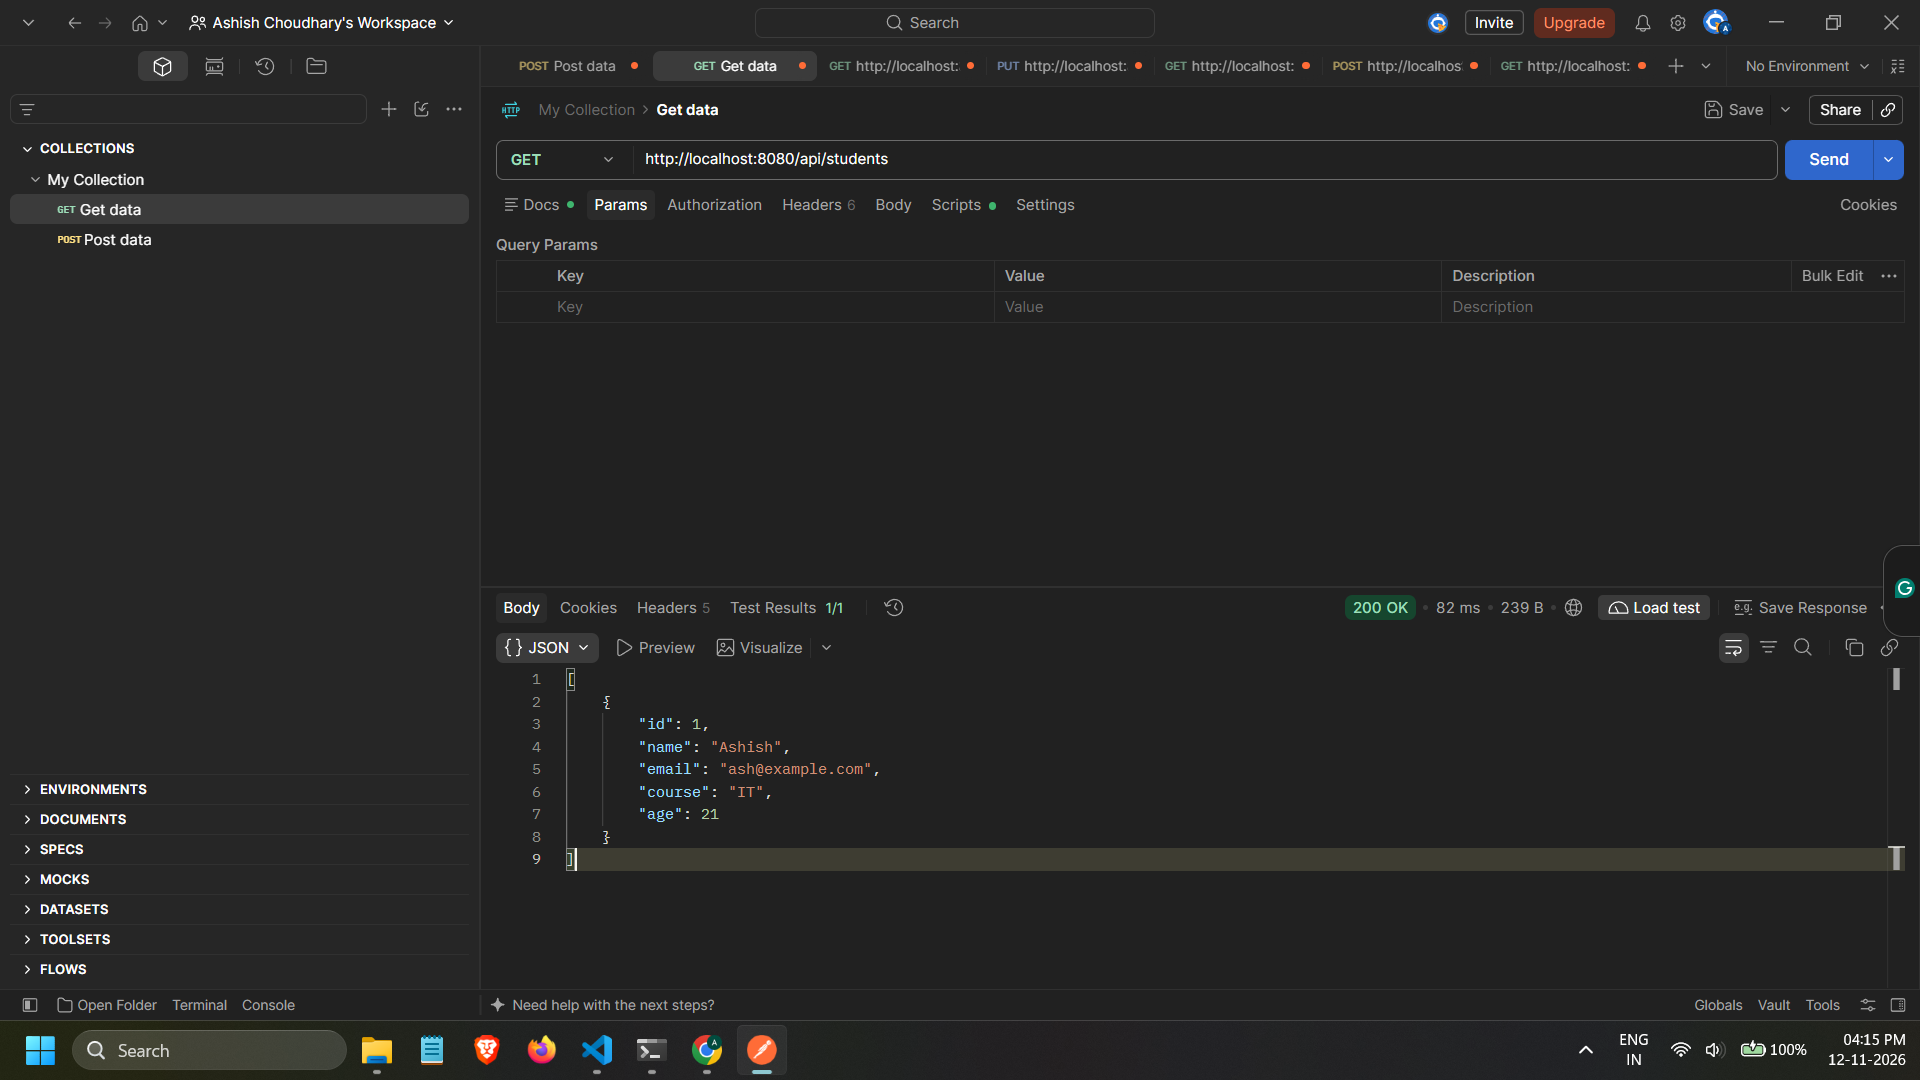 Ashish Choudhary's Workspace
Search
Invite
Upgrade
POST Post data
GET Get data
GET http://localhost:
PUT http://localhost:
GET http://localhost:
POST http://localhos
GET http://localhost:
No Environment
HTTP My Collection > Get data
Save
Share
COLLECTIONS
My Collection
GET Get data
POST Post data
GET
http://localhost:8080/api/students
Send
Docs
Params
Authorization
Headers 6
Body
Scripts
Settings
Cookies
Query Params
Key Value Description Bulk Edit
Key Value Description
ENVIRONMENTS
DOCUMENTS
SPECS
MOCKS
DATASETS
TOOLSETS
FLOWS
Body Cookies Headers 5 Test Results 1/1
200 OK • 82 ms • 239 B
Load test
e.g. Save Response
{} JSON
Preview
Visualize
1 [
2 {
3 "id": 1,
4 "name": "Ashish",
5 "email": "ash@example.com",
6 "course": "IT",
7 "age": 21
8 }
9 ]
Open Folder Terminal Console
Need help with the next steps?
Globals Vault Tools
Search
ENG
IN
100%
04:15 PM
12-11-2026